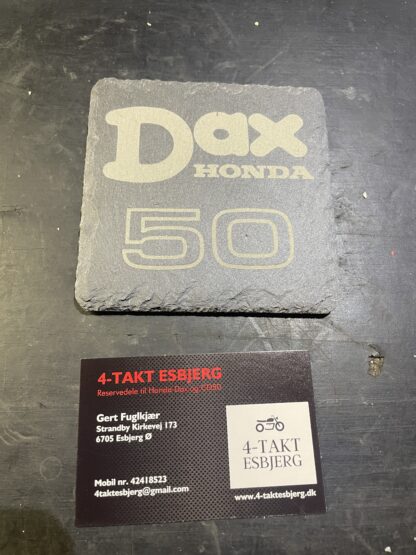 Dax
HONDA
50
4-TAKT ESBJERG
Reservedele til Honda Dax og CD50
Gert Fuglkjær
Strandby Kirkevej 173
6705 Esbjerg Ø
Mobil nr. 42418523
4taktesbjerg@gmail.com
4-TAKT
ESBJERG
www.4-taktesbjerg.dk